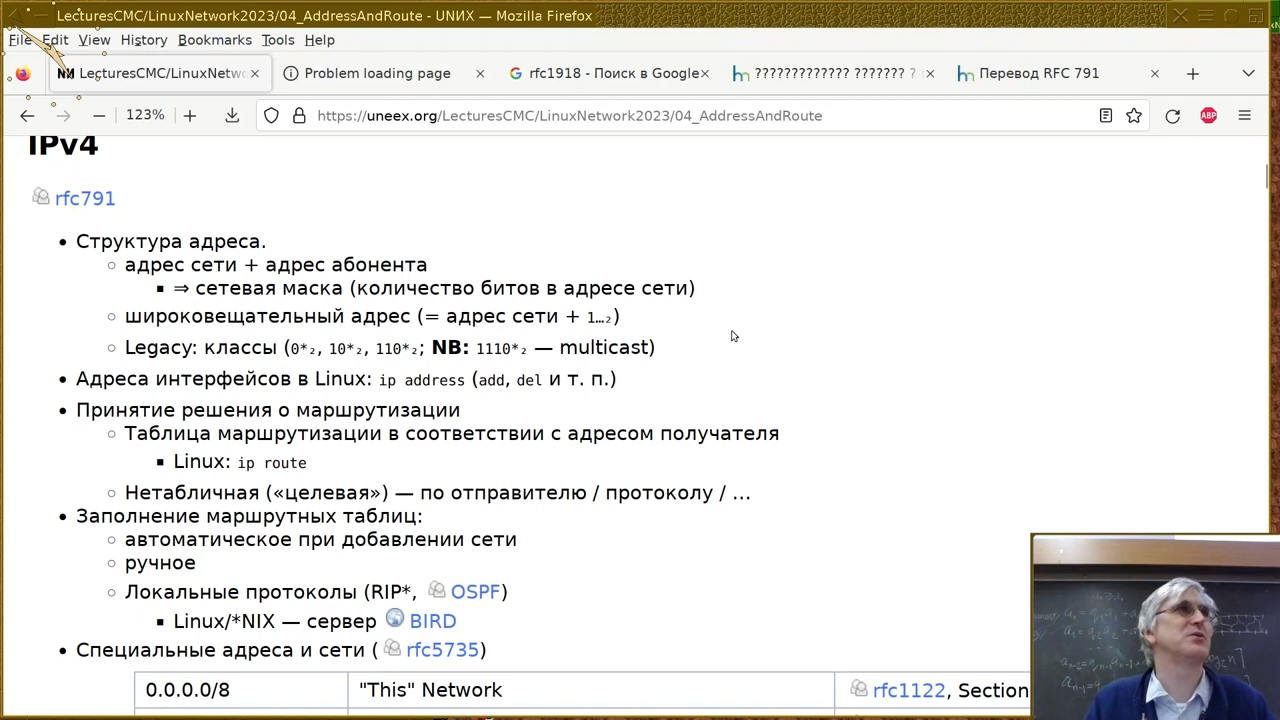 LecturesCMC/LinuxNetwork2023/04_AddressAndRoute - UNИX — Mozilla Firefox
File Edit View History Bookmarks Tools Help
LecturesCMC/LinuxNetwo
Problem loading page
rfc1918 - Поиск в Google
????????????? ??????? ? |
Перевод RFC 791
123%
https://uneex.org/LecturesCMC/LinuxNetwork2023/04_AddressAndRoute
ABP
IPv4
rfc791
• Структура адреса.
○ адрес сети + адрес абонента
▪ ⇒ сетевая маска (количество битов в адресе сети)
○ широковещательный адрес (= адрес сети + 1…₂)
○ Legacy: классы (0*₂, 10*₂, 110*₂; NB: 1110*₂ — multicast)
• Адреса интерфейсов в Linux: ip address (add, del и т. п.)
• Принятие решения о маршрутизации
○ Таблица маршрутизации в соответствии с адресом получателя
▪ Linux: ip route
○ Нетабличная («целевая») — по отправителю / протоколу / …
• Заполнение маршрутных таблиц:
○ автоматическое при добавлении сети
○ ручное
○ Локальные протоколы (RIP*, OSPF)
▪ Linux/*NIX — сервер BIRD
• Специальные адреса и сети ( rfc5735)
0.0.0.0/8 "This" Network rfc1122, Section